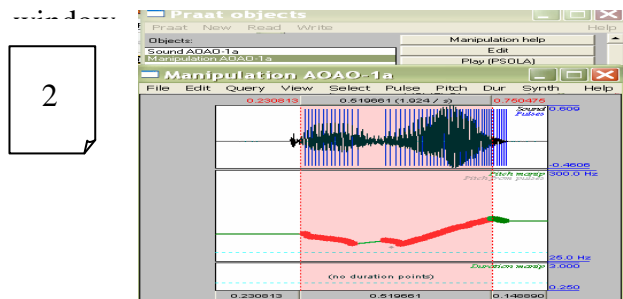 window
2
Praat objects
Praat New Read Write Help
Objects:
Sound AOAO-1a
Manipulation AOAO-1a
Manipulation help
Edit
Play (PSOLA)
Manipulation AOAO-1a
File Edit Query View Select Pulse Pitch Dur Synth Help
0.230813 0.519661 (1.924 / s) 0.750475
Sound 0.609
Pulses
-0.4606
Pitch manip 300.0 Hz
Pitch from pulses
25.0 Hz
Duration manip 3.000
(no duration points)
0.250
0.230813 0.519661 0.148890